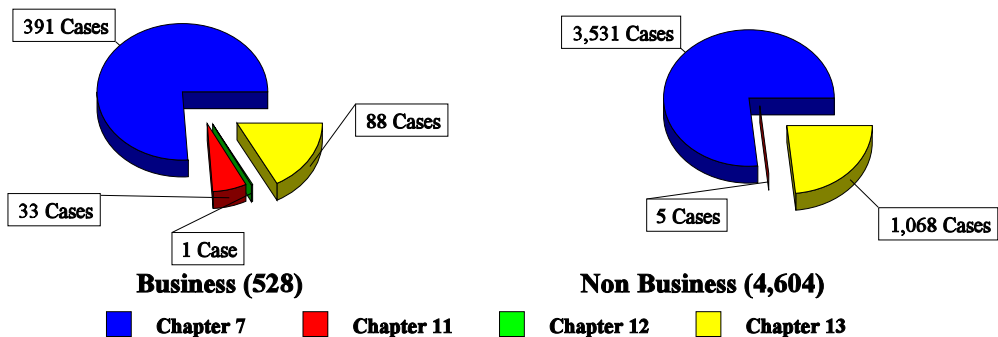 391 Cases
3,531 Cases
88 Cases
33 Cases
1 Case
5 Cases
1,068 Cases
Business (528)
Non Business (4,604)
Chapter 7
Chapter 11
Chapter 12
Chapter 13